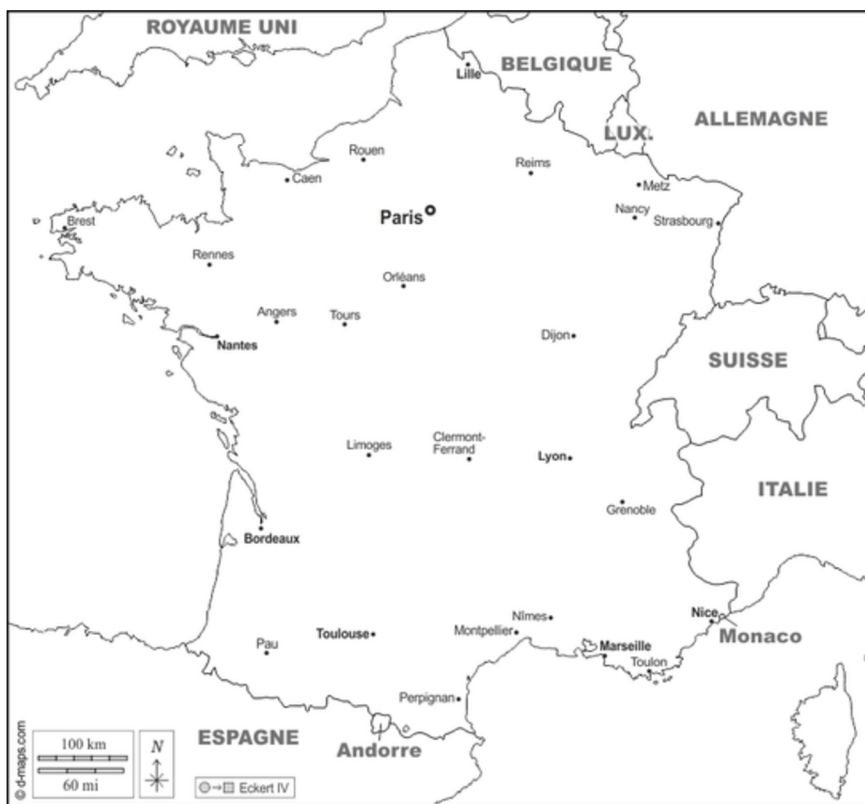 ROYAUME UNI
BELGIQUE
Lille
ALLEMAGNE
LUX.
Rouen
Reims
Caen
Metz
Paris
Nancy
Strasbourg
Brest
Rennes
Orléans
Angers
Tours
Nantes
Dijon
SUISSE
Limoges
Clermont-
Ferrand
Lyon
ITALIE
Grenoble
Bordeaux
Nîmes
Nice
Toulouse
Montpellier
Monaco
Pau
Marseille
Toulon
Perpignan
ESPAGNE
Andorre
100 km
60 mi
N
Eckert IV
© d-maps.com